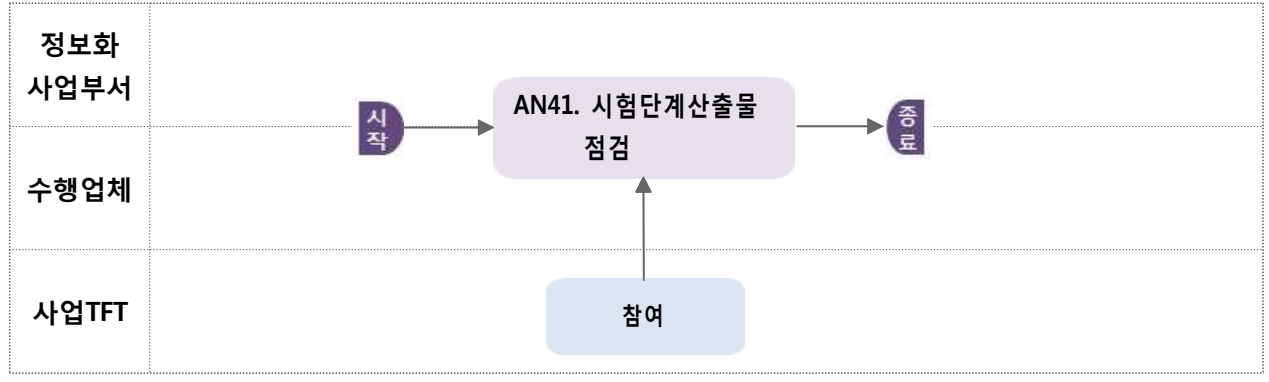 정보화
사업부서
시
작
AN41. 시험단계산출물
점검
종
료
수행업체
사업TFT
참여